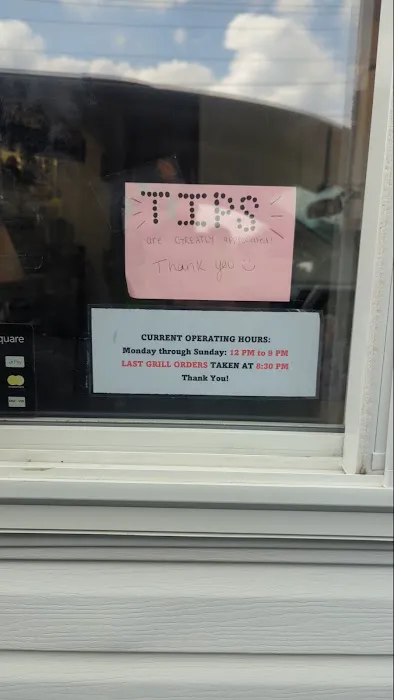 TIPS
are GREATLY appreciated!
Thank you
quare
CURRENT OPERATING HOURS:
Monday through Sunday: 12 PM to 9 PM
LAST GRILL ORDERS TAKEN AT 8:30 PM
Thank You!